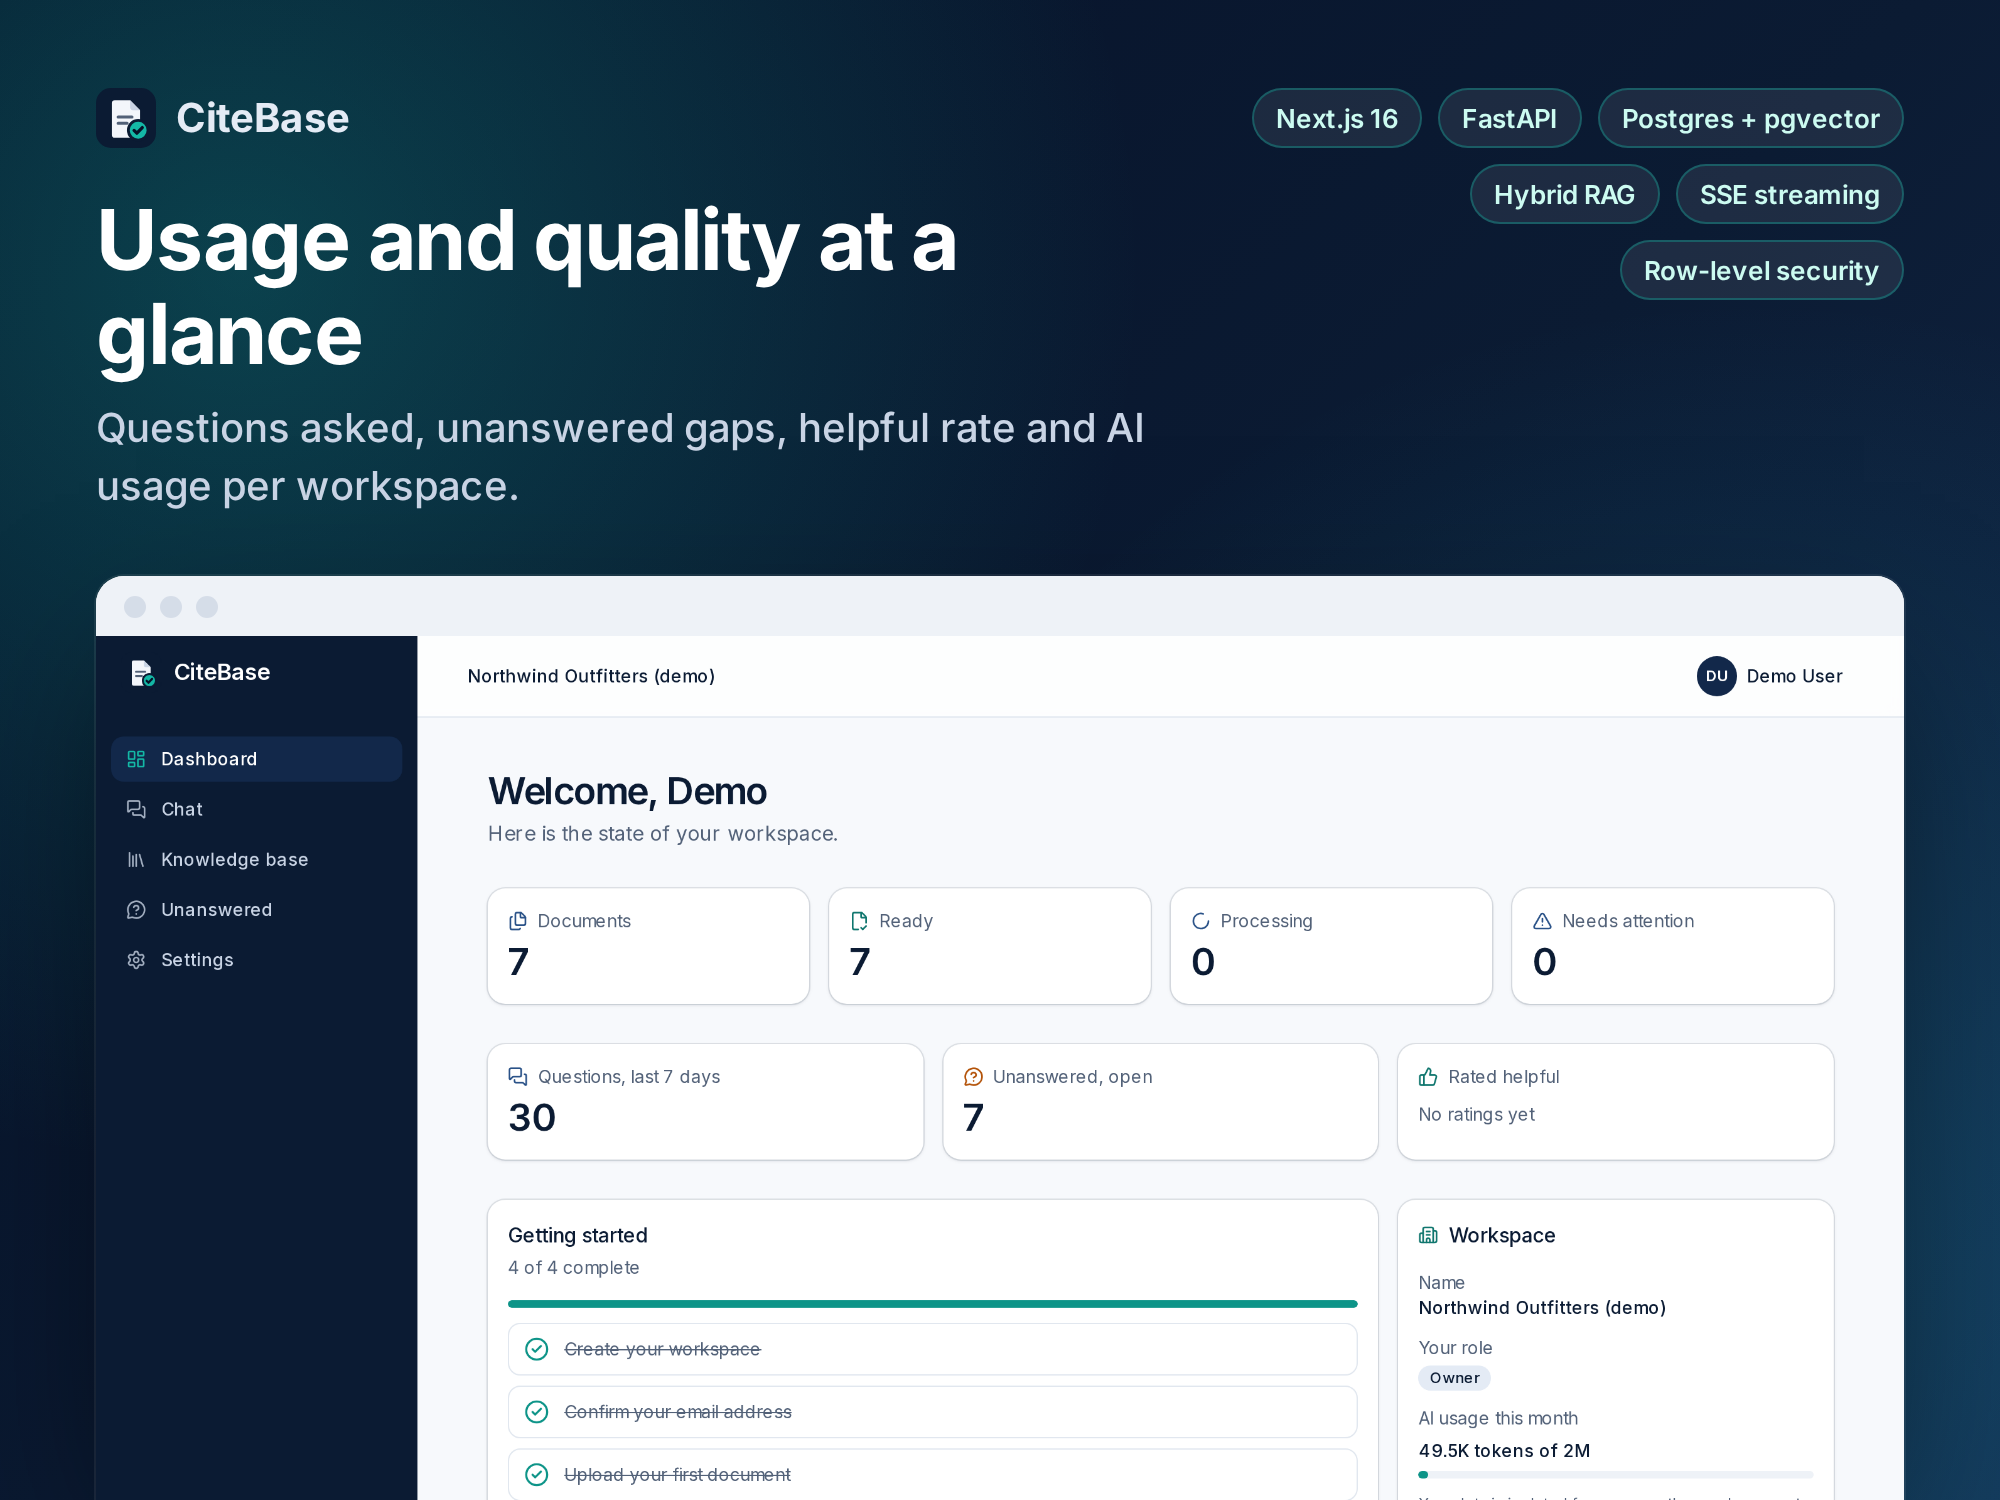 CiteBase
Next.js 16
FastAPI
Postgres + pgvector
Hybrid RAG
SSE streaming
Row-level security
Usage and quality at a
glance
Questions asked, unanswered gaps, helpful rate and AI
usage per workspace.
CiteBase
Northwind Outfitters (demo)
DU
Demo User
Dashboard
Chat
Knowledge base
Unanswered
Settings
Welcome, Demo
Here is the state of your workspace.
Documents
7
Ready
7
Processing
0
Needs attention
0
Questions, last 7 days
30
Unanswered, open
7
Rated helpful
No ratings yet
Getting started
4 of 4 complete
Create your workspace
Confirm your email address
Upload your first document
Workspace
Name
Northwind Outfitters (demo)
Your role
Owner
AI usage this month
49.5K tokens of 2M